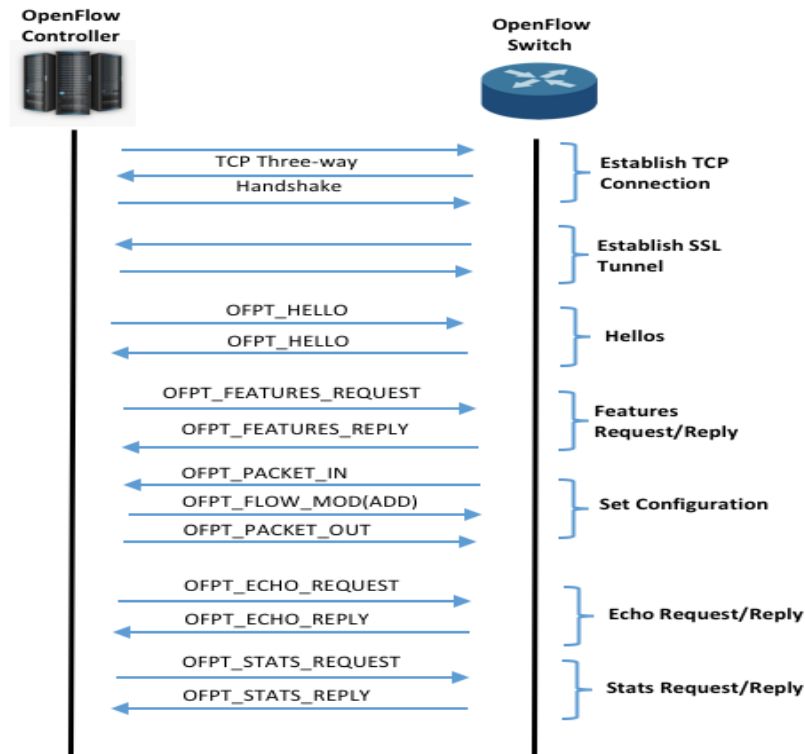 OpenFlow
Controller
OpenFlow
Switch
TCP Three-way
Handshake
Establish TCP
Connection
Establish SSL
Tunnel
OFPT_HELLO
OFPT_HELLO
Hellos
OFPT_FEATURES_REQUEST
OFPT_FEATURES_REPLY
Features
Request/Reply
OFPT_PACKET_IN
OFPT_FLOW_MOD(ADD)
OFPT_PACKET_OUT
Set Configuration
OFPT_ECHO_REQUEST
OFPT_ECHO_REPLY
Echo Request/Reply
OFPT_STATS_REQUEST
OFPT_STATS_REPLY
Stats Request/Reply